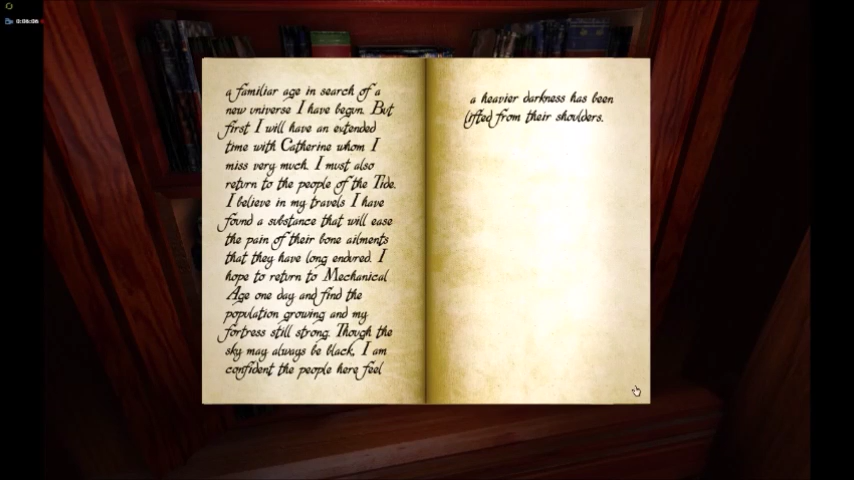 0:06:06
a familiar age in search of a
new universe I have begun. But
first I will have an extended
time with Catherine whom I
miss very much. I must also
return to the people of the Tide.
I believe in my travels I have
found a substance that will ease
the pain of their bone ailments
that they have long endured. I
hope to return to Mechanical
Age one day and find the
population growing and my
fortress still strong. Though the
sky may always be black, I am
confident the people here feel
a heavier darkness has been
lifted from their shoulders.